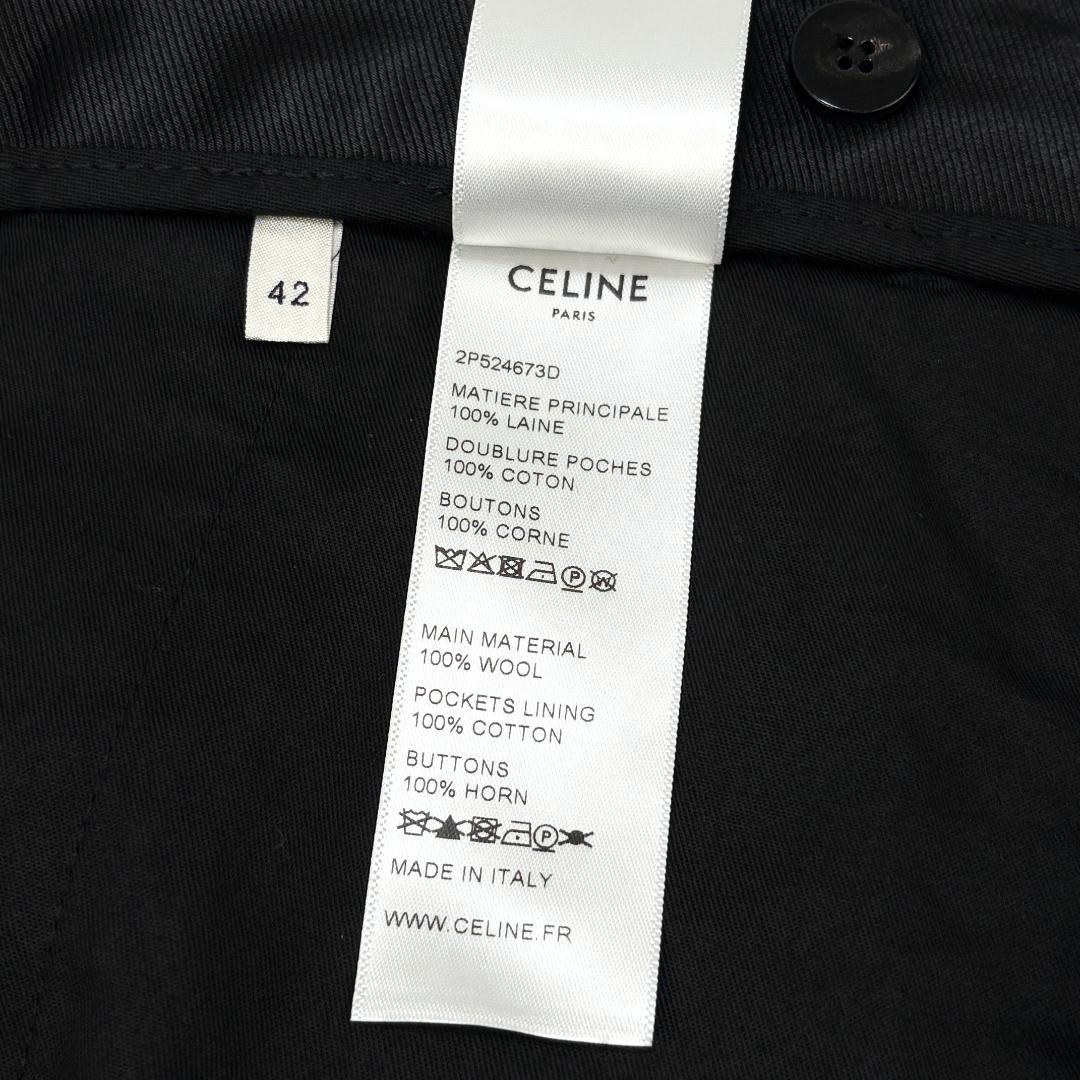 42
CELINE
PARIS
2P524673D
MATIERE PRINCIPALE
100% LAINE
DOUBLURE POCHES
100% COTON
BOUTONS
100% CORNE
P W
MAIN MATERIAL
100% WOOL
POCKETS LINING
100% COTTON
BUTTONS
100% HORN
P
MADE IN ITALY
WWW.CELINE.FR